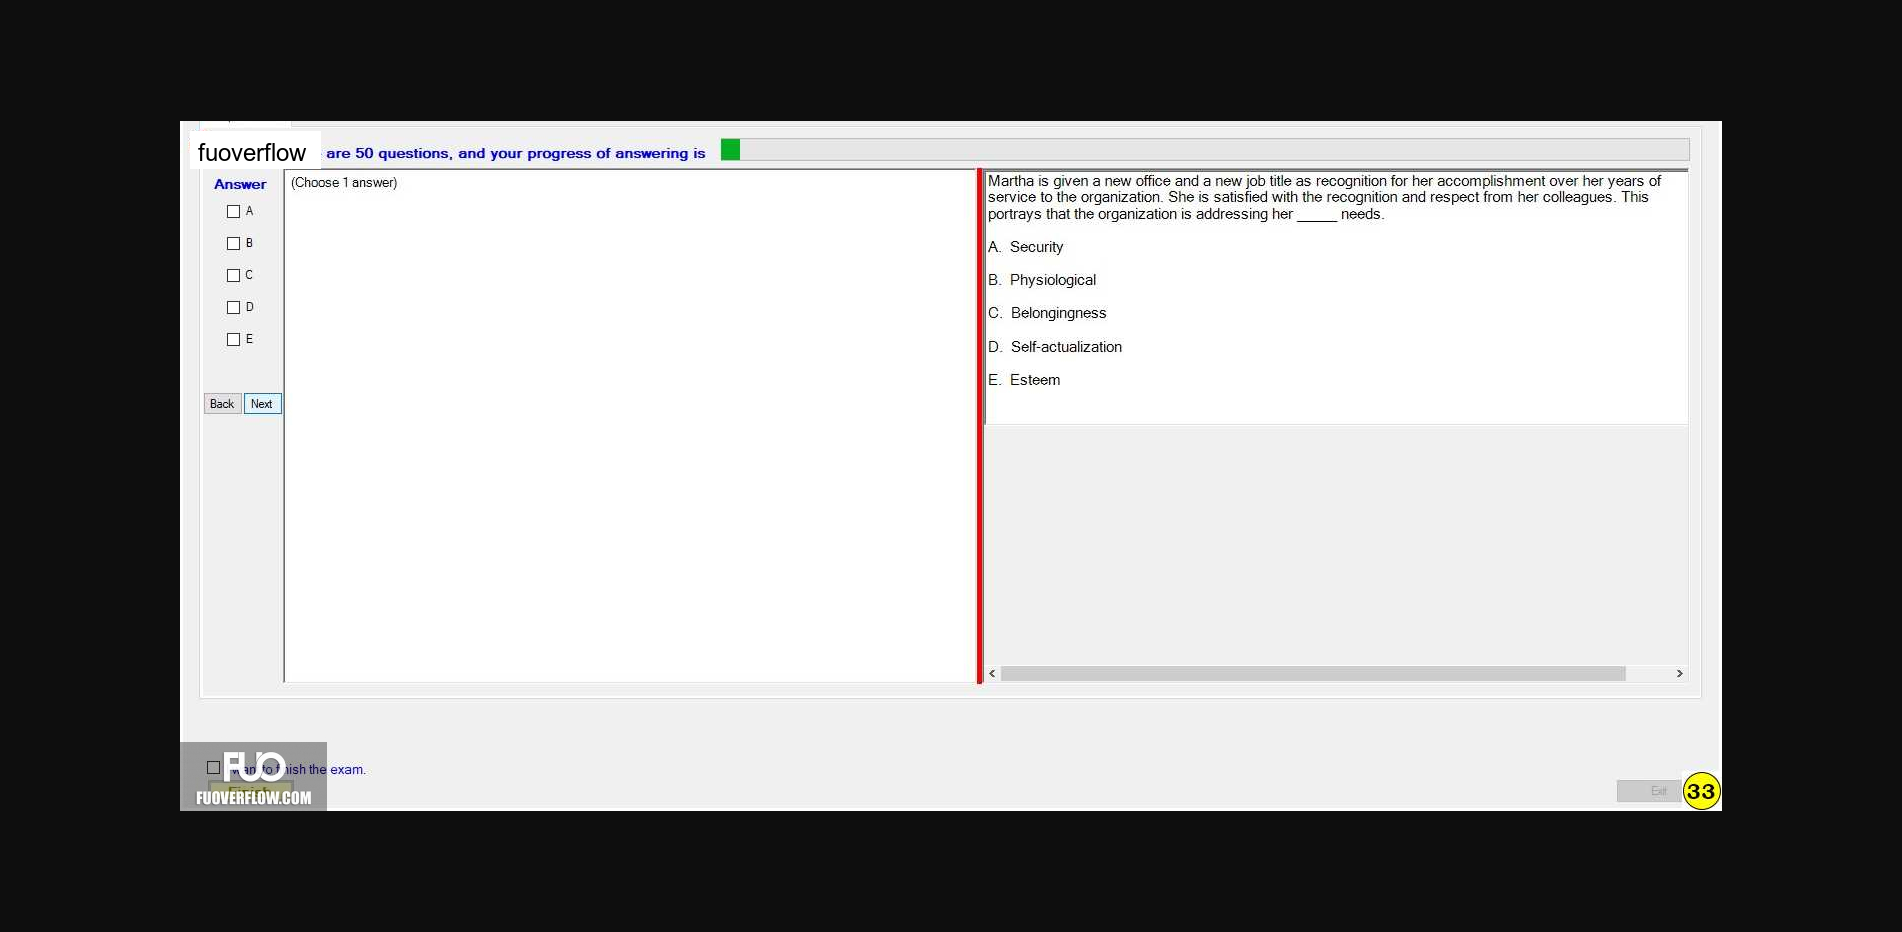 fuoverflow are 50 questions, and your progress of answering is
Answer
(Choose 1 answer)
A
B
C
D
E
Back Next
Martha is given a new office and a new job title as recognition for her accomplishment over her years of
service to the organization. She is satisfied with the recognition and respect from her colleagues. This
portrays that the organization is addressing her _____ needs.
A. Security
B. Physiological
C. Belongingness
D. Self-actualization
E. Esteem
FUO
want to finish the exam.
Finish
FUOVERFLOW.COM
Exit
33